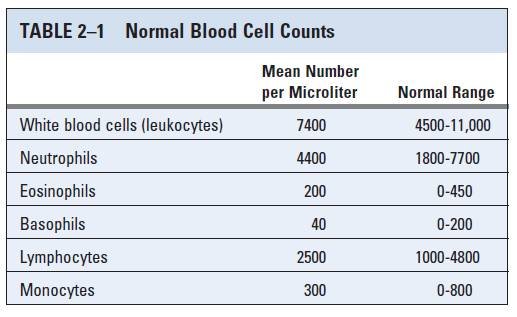 TABLE 2–1 Normal Blood Cell Counts
Mean Number
per Microliter Normal Range
White blood cells (leukocytes) 7400 4500-11,000
Neutrophils 4400 1800-7700
Eosinophils 200 0-450
Basophils 40 0-200
Lymphocytes 2500 1000-4800
Monocytes 300 0-800